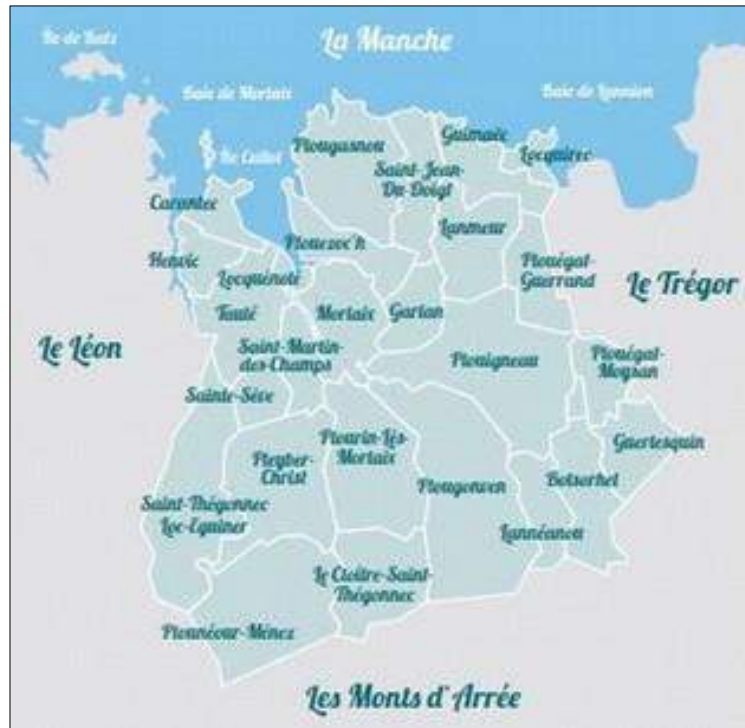 La Manche
Île de Batz
Baie de Morlaix
Baie de Lannion
Île Callot
Plougasnou
Guimaëc
Saint-Jean-
Du-Doigt
Locquirec
Carantec
Lanmeur
Plouezoc'h
Henvic
Locquénolé
Plouégat-
Guerrand
Le Trégor
Taulé
Morlaix
Garlan
Le Léon
Saint-Martin-
des-Champs
Plouigneau
Plouégat-
Moysan
Sainte-Sève
Plourin-Lès-
Morlaix
Guerlesquin
Pleyber-
Christ
Plougonven
Botsorhel
Saint-Thégonnec
Loc-Eguiner
Lannéanou
Le Cloître-Saint-
Thégonnec
Plounéour-Ménez
Les Monts d'Arrée